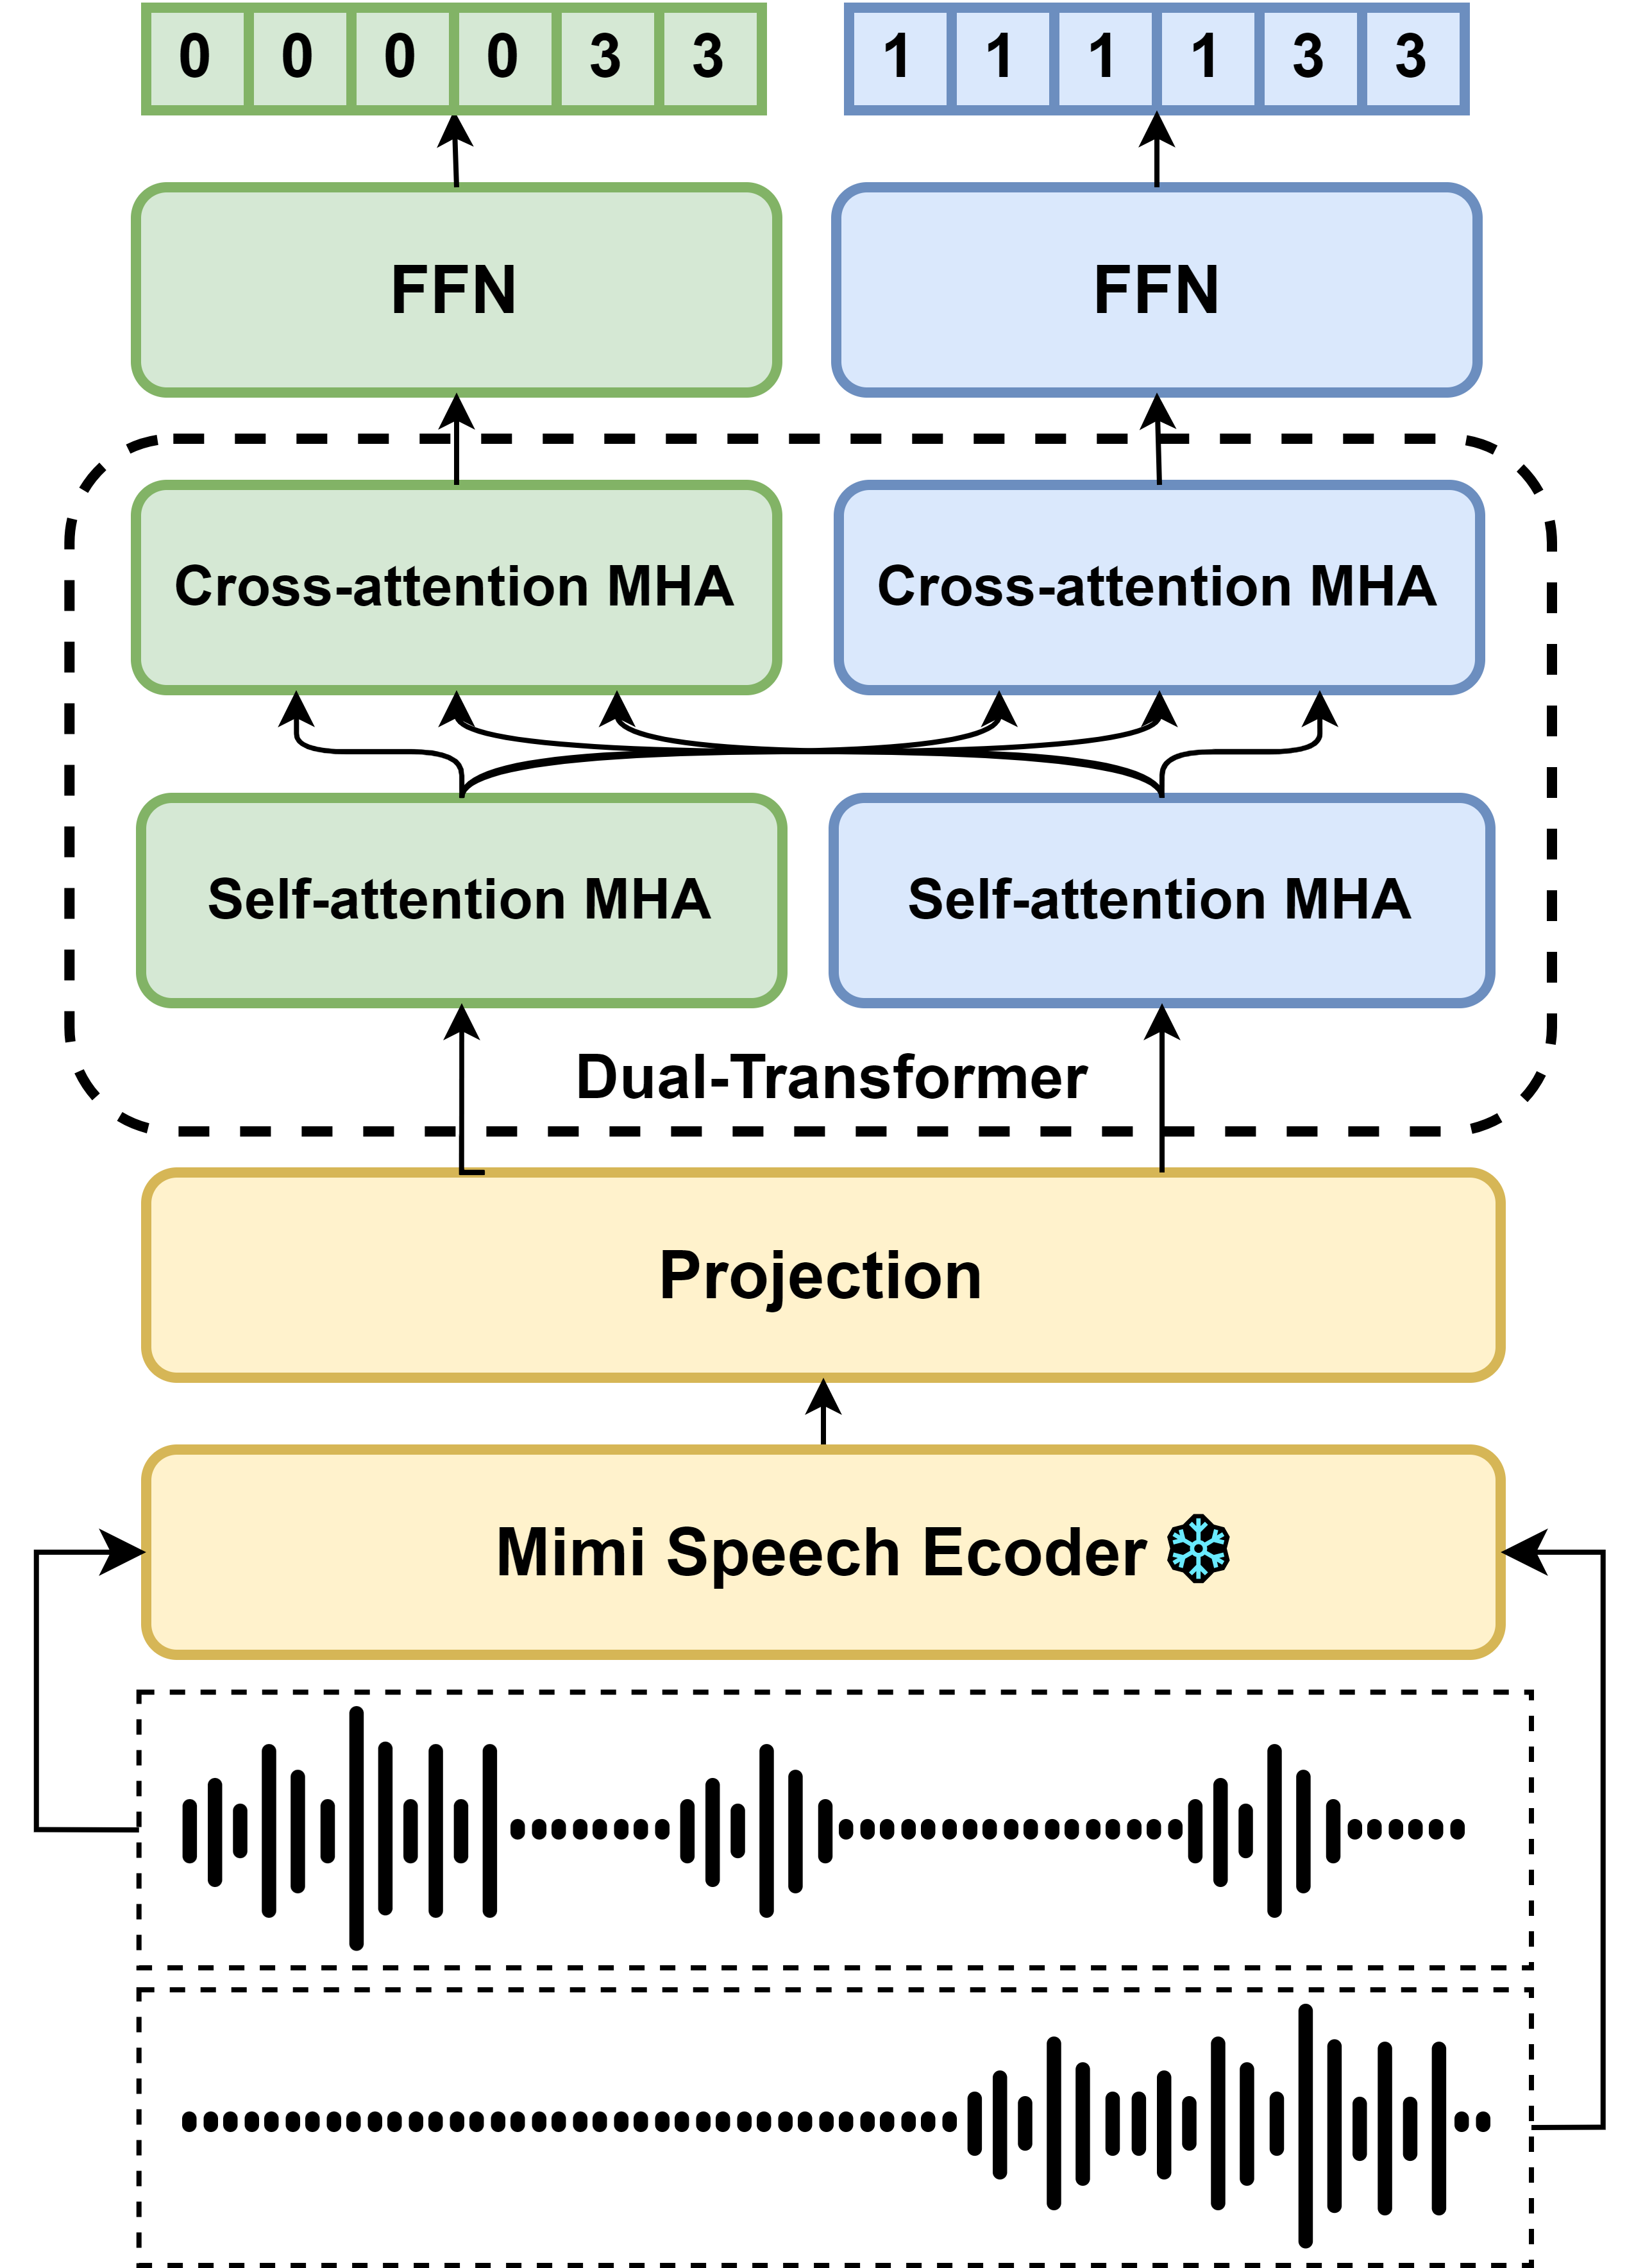 0 0 0 0 3 3
1 1 1 1 3 3
FFN
FFN
Cross-attention MHA
Cross-attention MHA
Self-attention MHA
Self-attention MHA
Dual-Transformer
Projection
Mimi Speech Ecoder